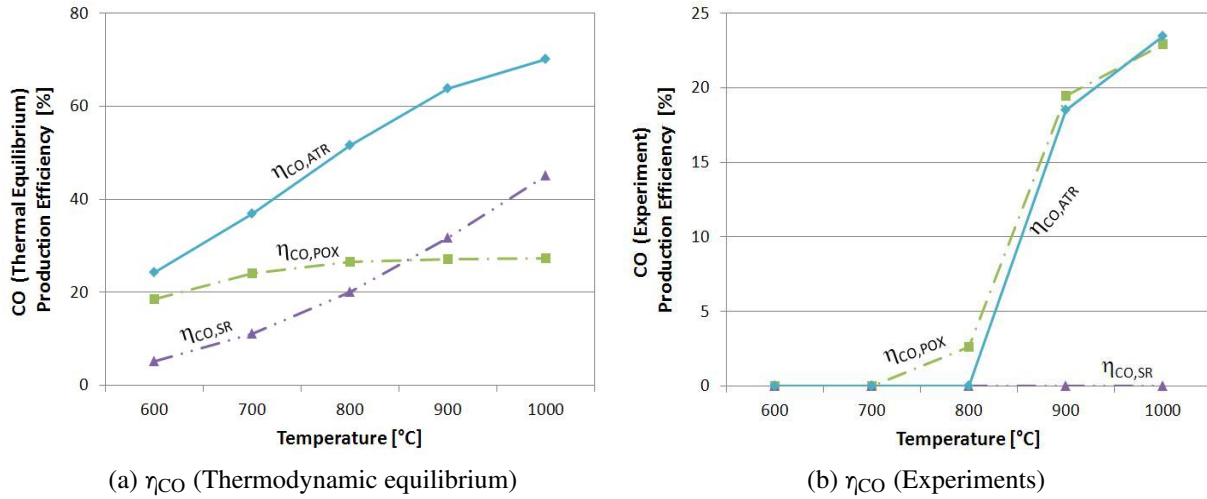 CO (Thermal Equilibrium)
Production Efficiency [%]
80
60
40
20
0
ηCO,ATR
ηCO,POX
ηCO,SR
600 700 800 900 1000
Temperature [°C]
(a) ηCO (Thermodynamic equilibrium)
CO (Experiment)
Production Efficiency [%]
25
20
15
10
5
0
ηCO,ATR
ηCO,POX
ηCO,SR
600 700 800 900 1000
Temperature [°C]
(b) ηCO (Experiments)